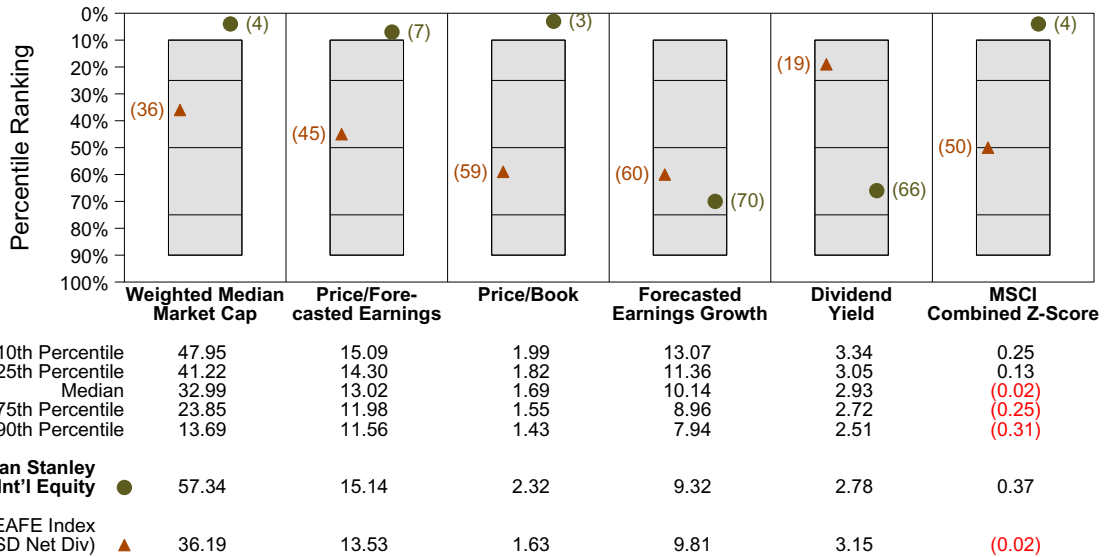 Percentile Ranking
0%
10%
20%
30%
40%
50%
60%
70%
80%
90%
100%
(4)
(36)
(7)
(45)
(3)
(59)
(60)
(70)
(19)
(66)
(4)
(50)
Weighted Median
Market Cap
Price/Fore-
casted Earnings
Price/Book
Forecasted
Earnings Growth
Dividend
Yield
MSCI
Combined Z-Score
10th Percentile 47.95 15.09 1.99 13.07 3.34 0.25
25th Percentile 41.22 14.30 1.82 11.36 3.05 0.13
Median 32.99 13.02 1.69 10.14 2.93 (0.02)
75th Percentile 23.85 11.98 1.55 8.96 2.72 (0.25)
90th Percentile 13.69 11.56 1.43 7.94 2.51 (0.31)
an Stanley
Int'l Equity 57.34 15.14 2.32 9.32 2.78 0.37
EAFE Index
SD Net Div) 36.19 13.53 1.63 9.81 3.15 (0.02)